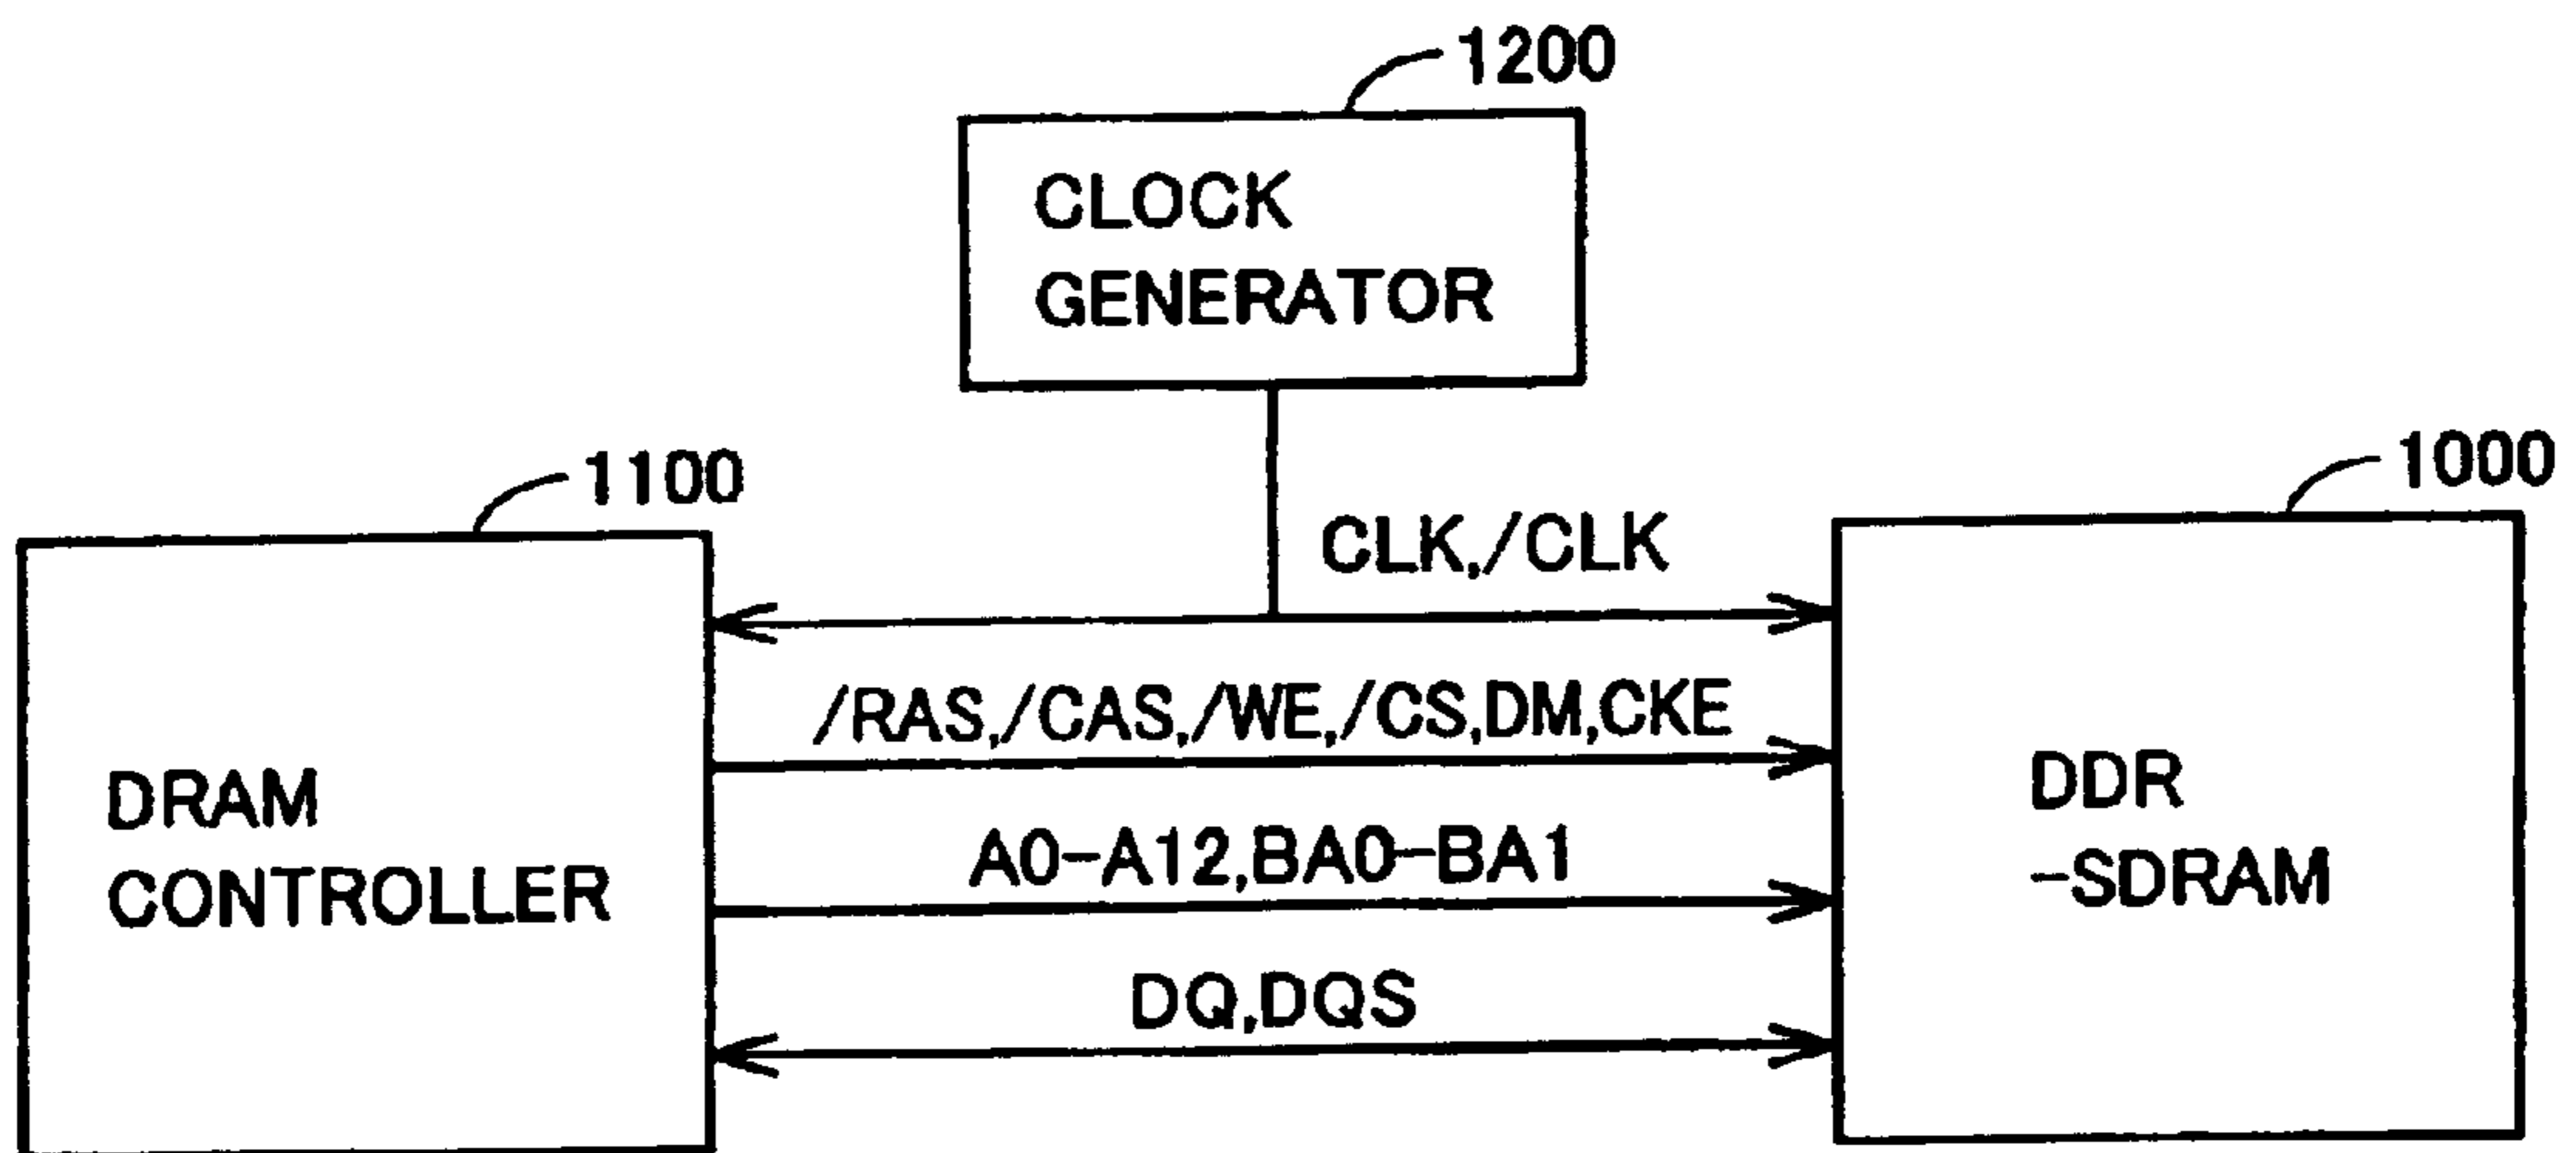 1200
CLOCK
GENERATOR
1100
1000
CLK,/CLK
/RAS,/CAS,/WE,/CS,DM,CKE
DRAM
CONTROLLER
A0-A12,BA0-BA1
DDR
-SDRAM
DQ,DQS